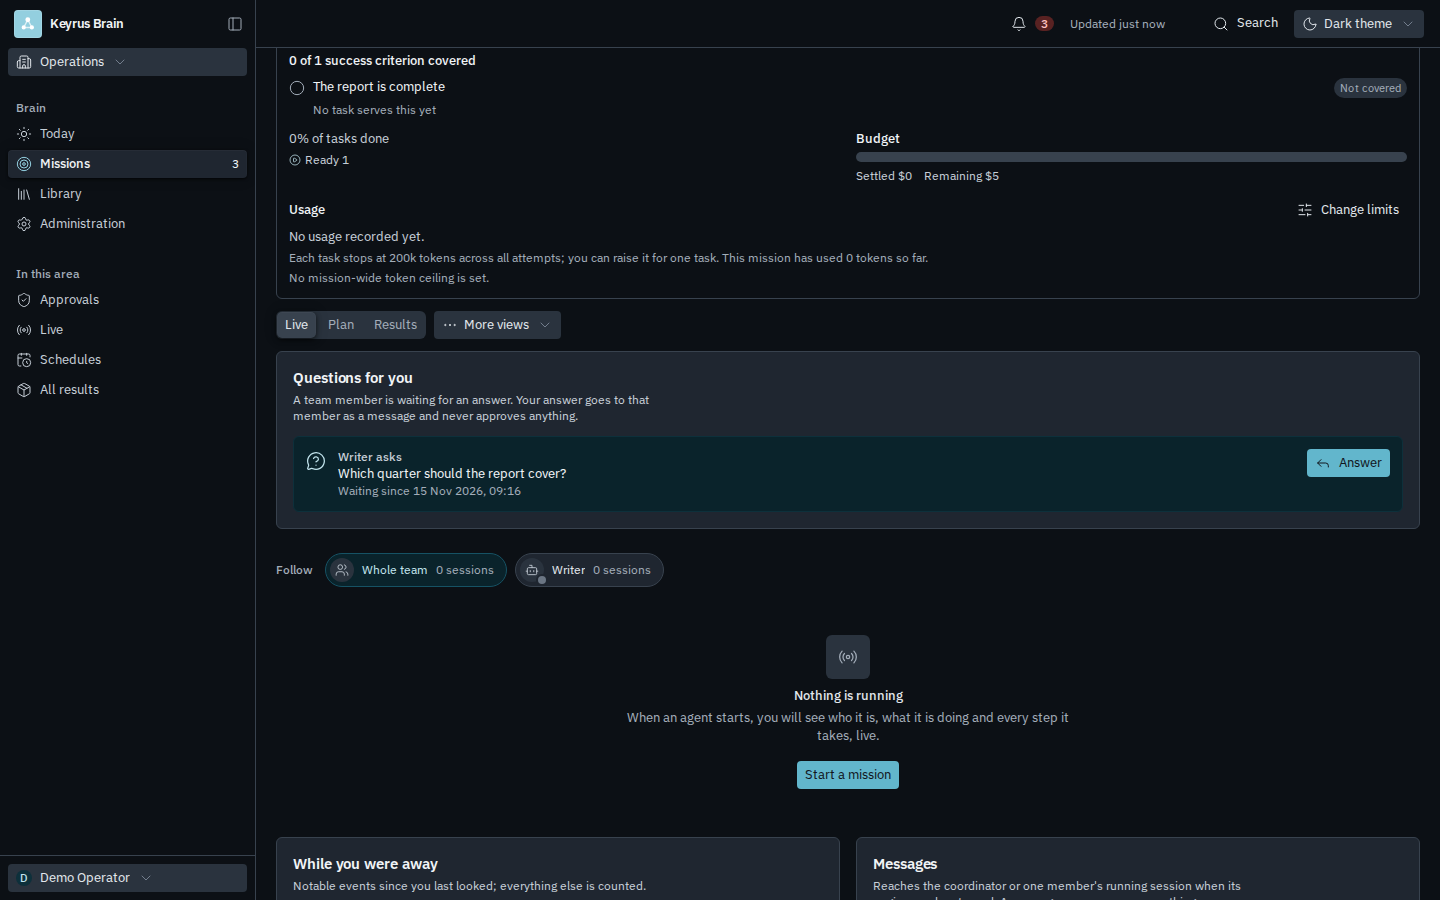 Keyrus Brain
3
Updated just now
Search
Dark theme
Operations
Brain
Today
Missions 3
Library
Administration
In this area
Approvals
Live
Schedules
All results
D Demo Operator
0 of 1 success criterion covered
The report is complete
Not covered
No task serves this yet
0% of tasks done
Ready 1
Budget
Settled $0 Remaining $5
Usage
Change limits
No usage recorded yet.
Each task stops at 200k tokens across all attempts; you can raise it for one task. This mission has used 0 tokens so far.
No mission-wide token ceiling is set.
Live Plan Results ··· More views
Questions for you
A team member is waiting for an answer. Your answer goes to that
member as a message and never approves anything.
Writer asks
Which quarter should the report cover?
Waiting since 15 Nov 2026, 09:16
Answer
Follow
Whole team 0 sessions
Writer 0 sessions
Nothing is running
When an agent starts, you will see who it is, what it is doing and every step it
takes, live.
Start a mission
While you were away
Notable events since you last looked; everything else is counted.
Messages
Reaches the coordinator or one member's running session when its